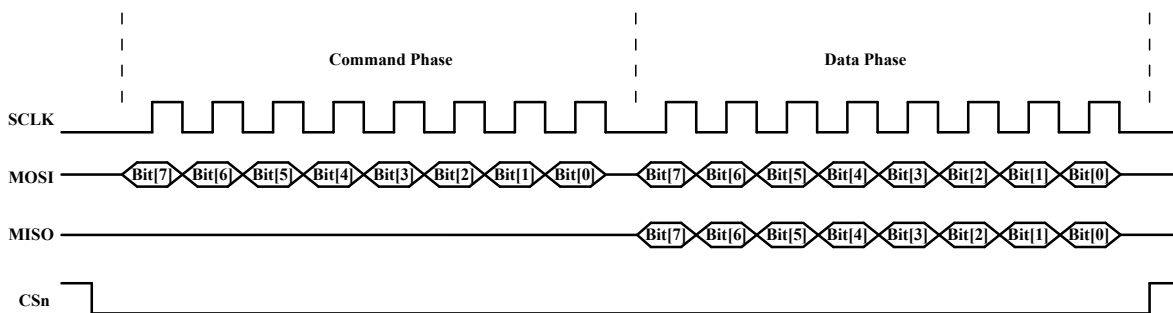 Command Phase Data Phase
SCLK
MOSI Bit[7] Bit[6] Bit[5] Bit[4] Bit[3] Bit[2] Bit[1] Bit[0] Bit[7] Bit[6] Bit[5] Bit[4] Bit[3] Bit[2] Bit[1] Bit[0]
MISO Bit[7] Bit[6] Bit[5] Bit[4] Bit[3] Bit[2] Bit[1] Bit[0]
CSn